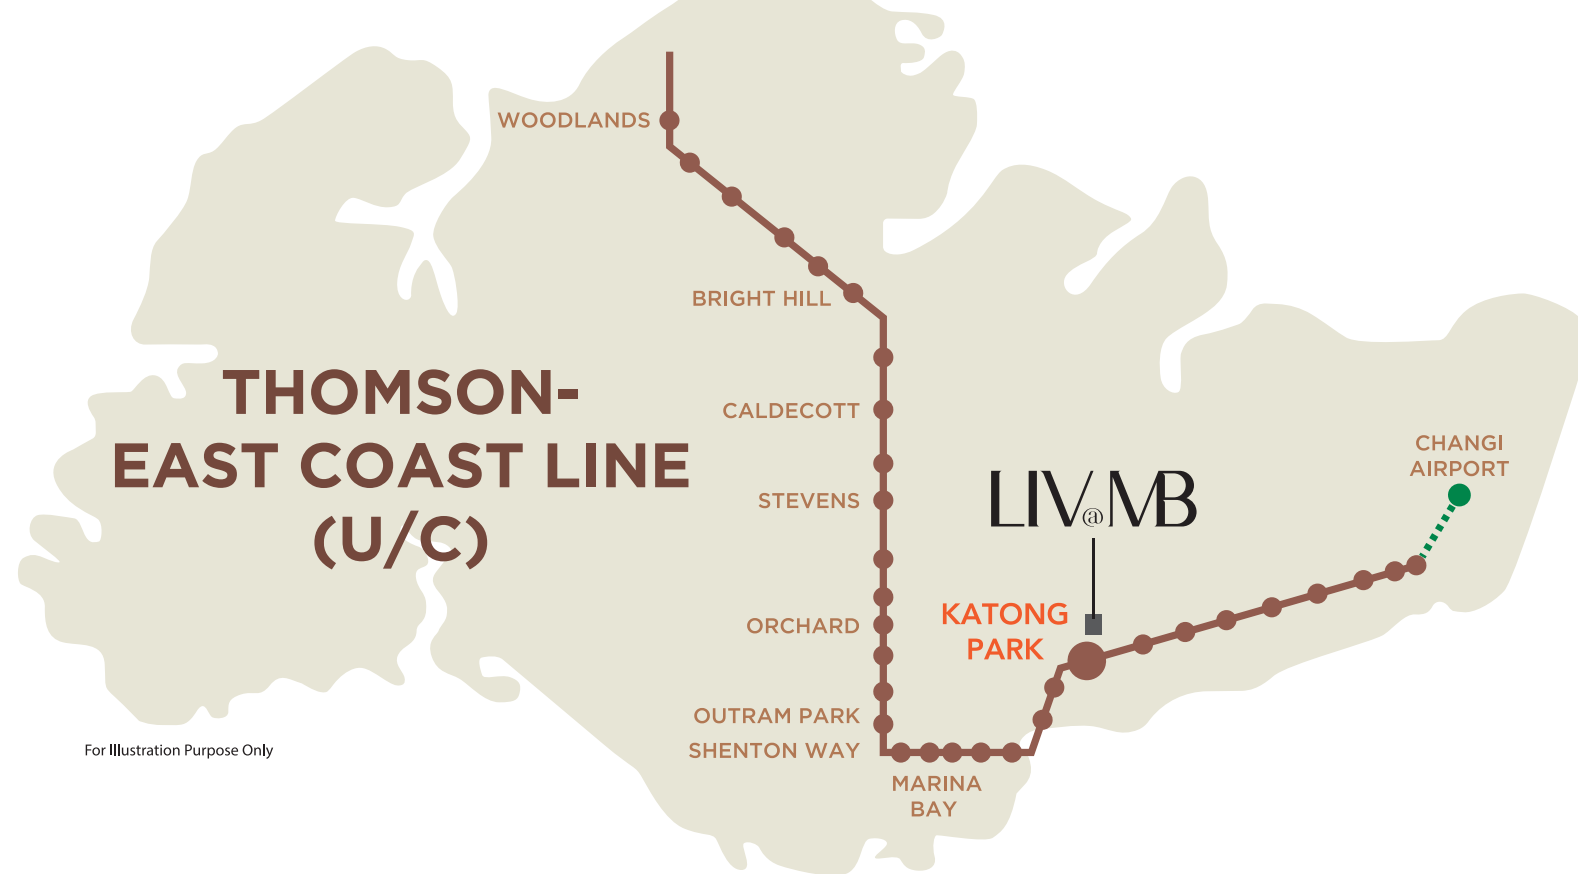 WOODLANDS
BRIGHT HILL
THOMSON-
EAST COAST LINE
(U/C)
CALDECOTT
STEVENS
LIV@MB
CHANGI
AIRPORT
KATONG
PARK
ORCHARD
OUTRAM PARK
SHENTON WAY
MARINA
BAY
For Illustration Purpose Only